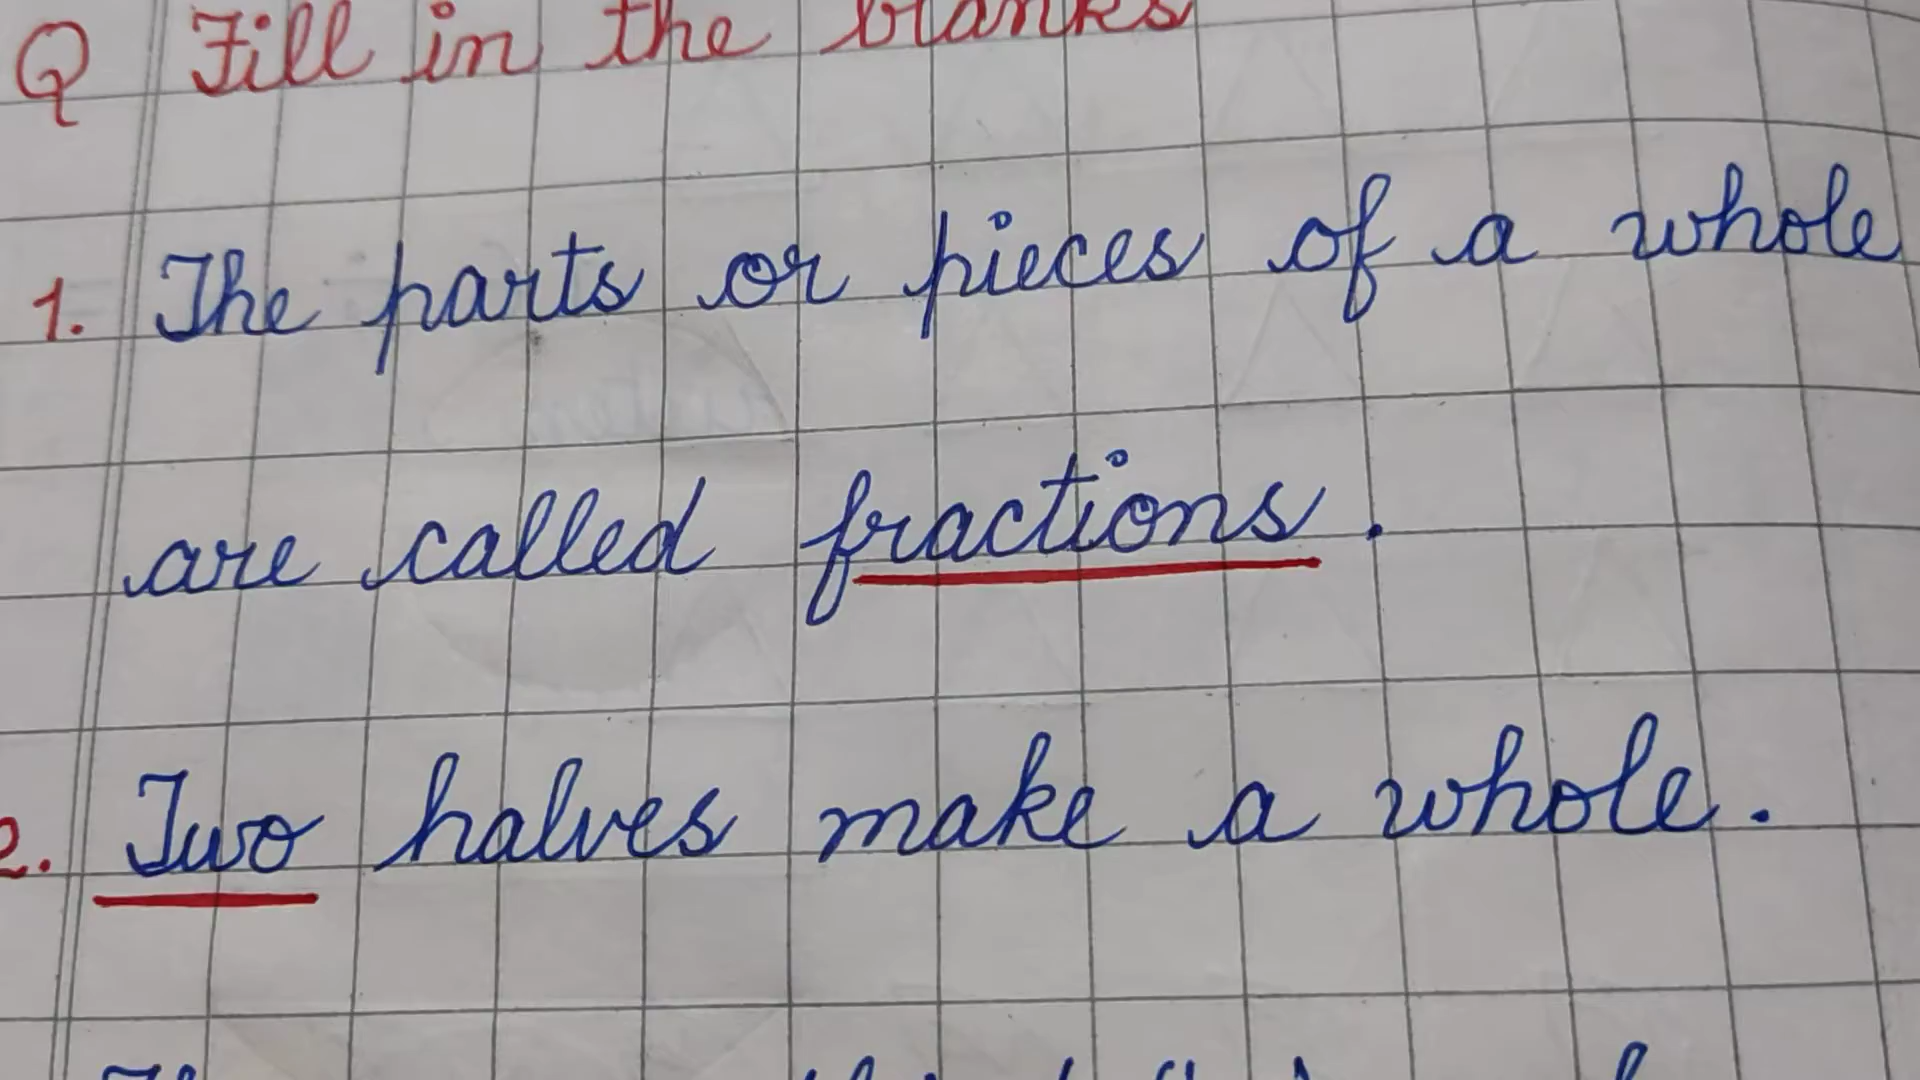 Q Fill in the blanks
1. The parts or pieces of a whole
are called fractions.
2. Two halves make a whole.